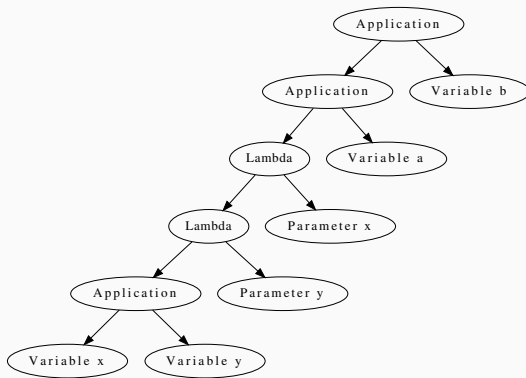 Application
Application
Variable b
Lambda
Variable a
Lambda
Parameter x
Application
Parameter y
Variable x
Variable y